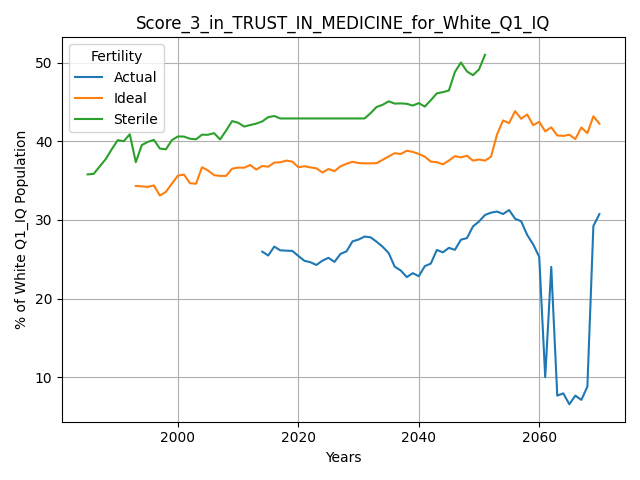 Score_3_in_TRUST_IN_MEDICINE_for_White_Q1_IQ
Fertility
Actual
Ideal
Sterile
% of White Q1_IQ Population
50
40
30
20
10
2000
2020
2040
2060
Years